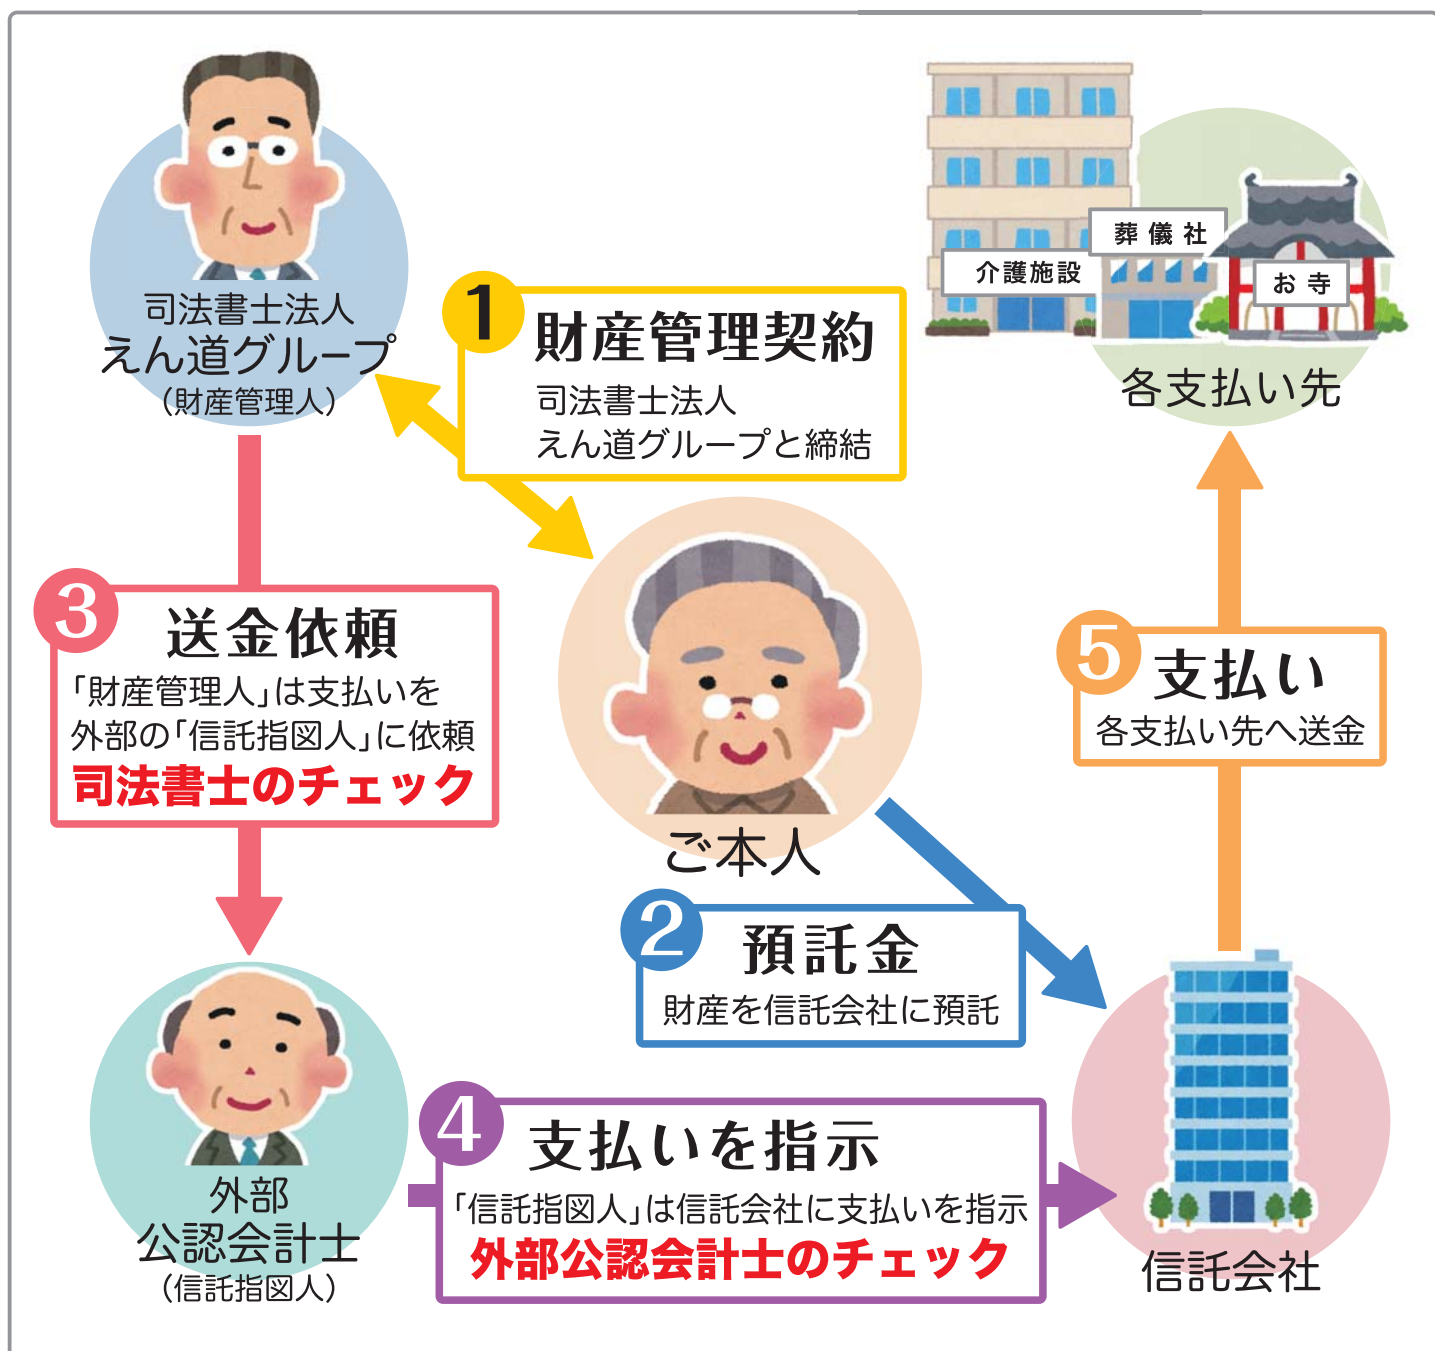 司法書士法人
えん道グループ
（財産管理人）
介護施設
葬儀社
お寺
各支払い先
1
財産管理契約
司法書士法人
えん道グループと締結
ご本人
2
預託金
財産を信託会社に預託
3
送金依頼
「財産管理人」は支払いを
外部の「信託指図人」に依頼
司法書士のチェック
外部
公認会計士
（信託指図人）
4
支払いを指示
「信託指図人」は信託会社に支払いを指示
外部公認会計士のチェック
5
支払い
各支払い先へ送金
信託会社